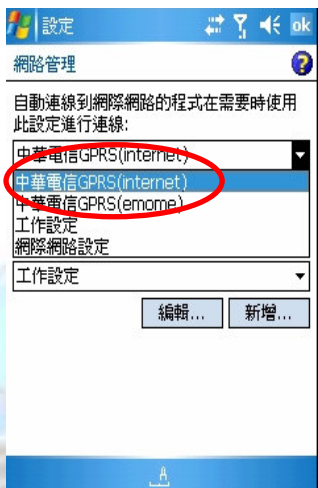 設定
ok
網路管理
自動連線到網際網路的程式在需要時使用
此設定進行連線:
中華電信GPRS(internet)
中華電信GPRS(internet)
中華電信GPRS(emome)
工作設定
網際網路設定
工作設定
編輯...
新增...